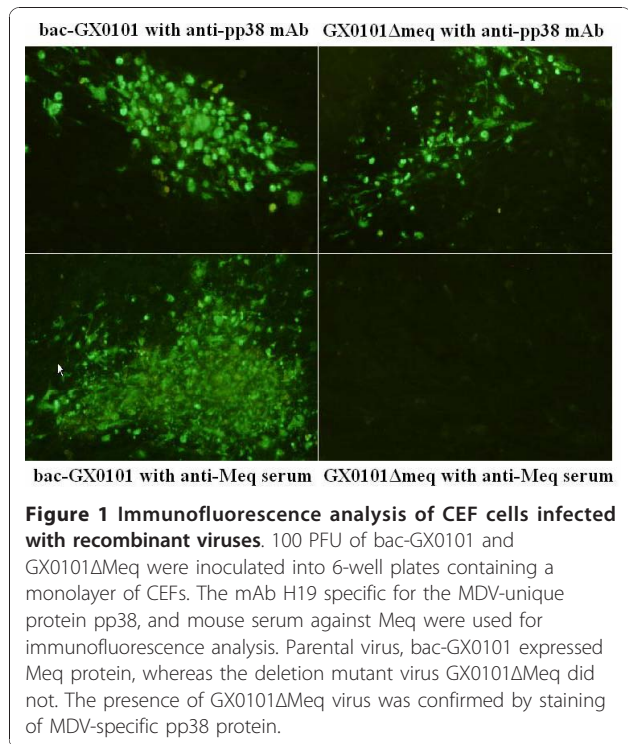 bac-GX0101 with anti-pp38 mAb GX0101Δmeq with anti-pp38 mAb
bac-GX0101 with anti-Meq serum GX0101Δmeq with anti-Meq serum
Figure 1 Immunofluorescence analysis of CEF cells infected
with recombinant viruses. 100 PFU of bac-GX0101 and
GX0101ΔMeq were inoculated into 6-well plates containing a
monolayer of CEFs. The mAb H19 specific for the MDV-unique
protein pp38, and mouse serum against Meq were used for
immunofluorescence analysis. Parental virus, bac-GX0101 expressed
Meq protein, whereas the deletion mutant virus GX0101ΔMeq did
not. The presence of GX0101ΔMeq virus was confirmed by staining
of MDV-specific pp38 protein.